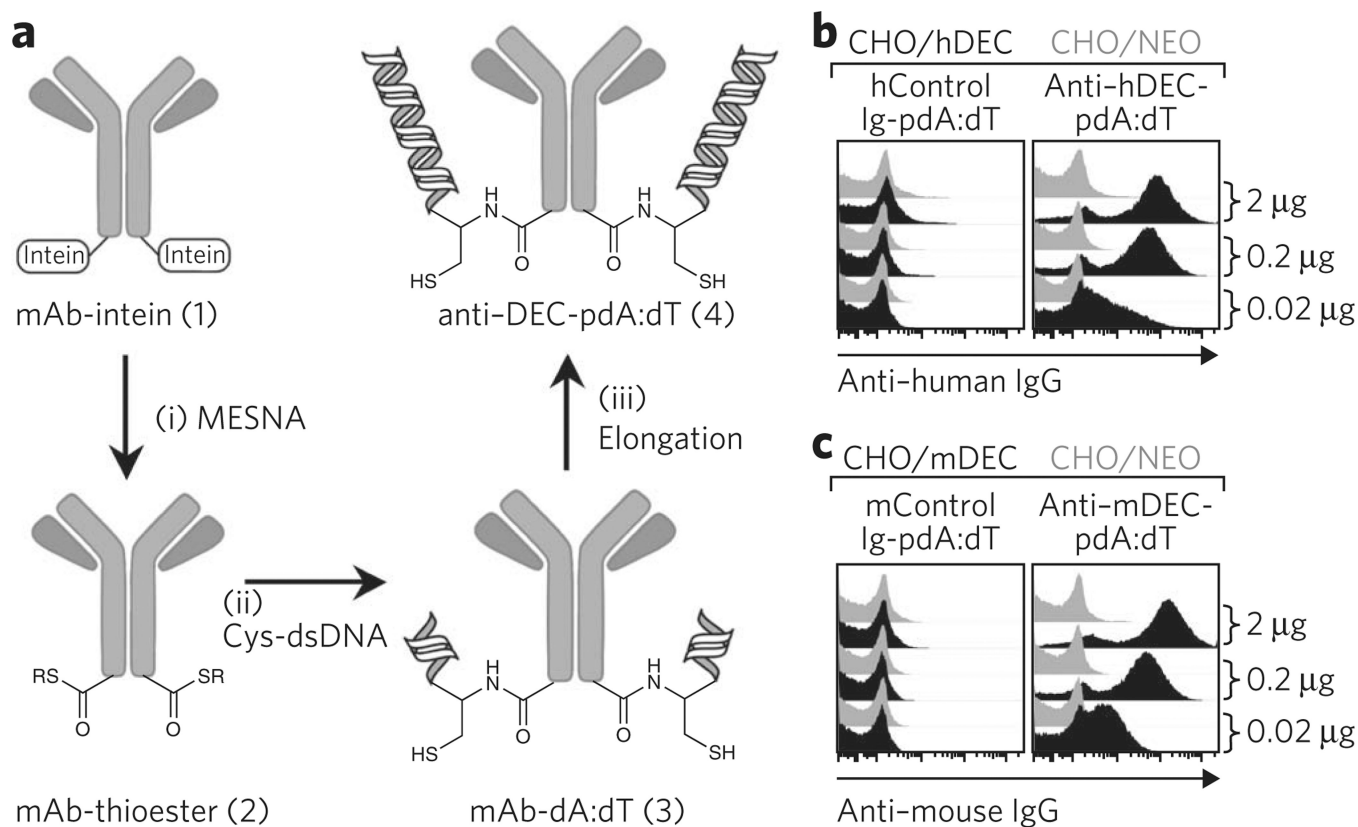 a
Intein
Intein
mAb-intein (1)
(i) MESNA
RS
SR
O
O
mAb-thioester (2)
(ii)
Cys-dsDNA
H
N
O
HS
H
N
O
SH
mAb-dA:dT (3)
(iii)
Elongation
H
N
O
HS
H
N
O
SH
anti-DEC-pdA:dT (4)
b
CHO/hDEC CHO/NEO
hControl
Ig-pdA:dT
Anti-hDEC-
pdA:dT
2 μg
0.2 μg
0.02 μg
Anti-human IgG
c
CHO/mDEC CHO/NEO
mControl
Ig-pdA:dT
Anti-mDEC-
pdA:dT
2 μg
0.2 μg
0.02 μg
Anti-mouse IgG